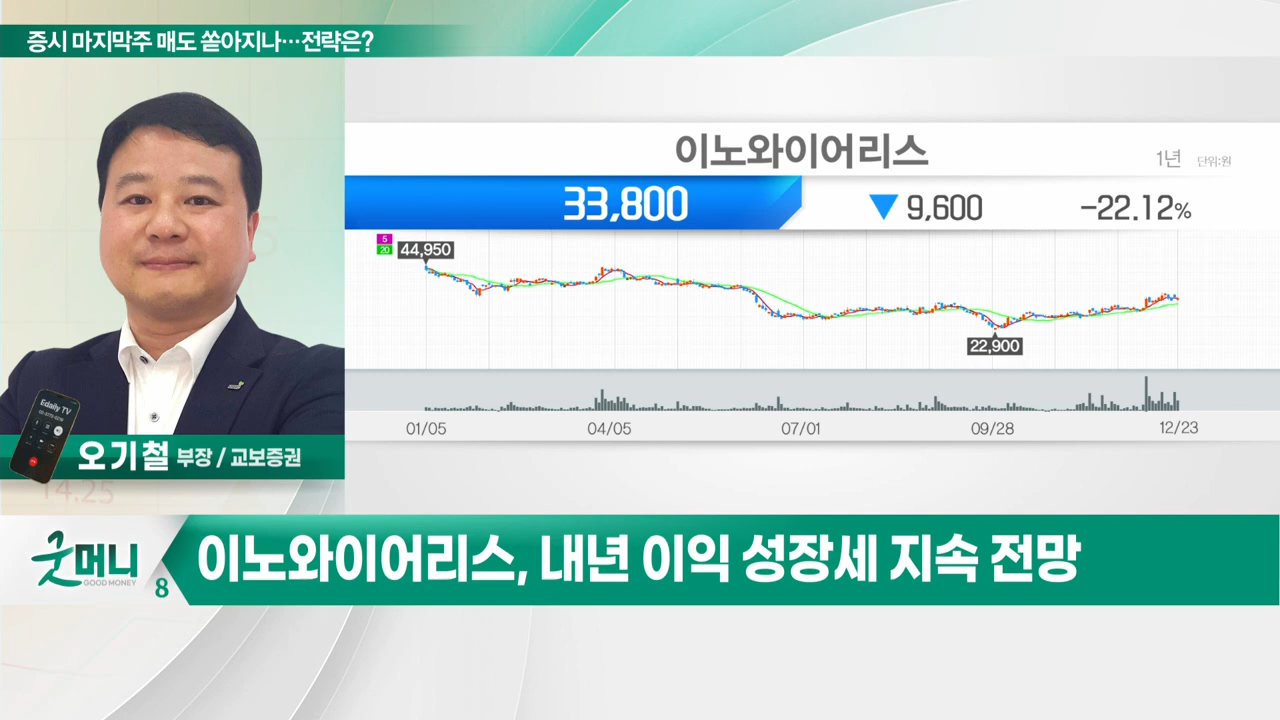 증시 마지막주 매도 쏟아지나…전략은?
이노와이어리스
1년 단위:원
33,800 ▼ 9,600 -22.12%
5
20
44,950
22,900
01/05 04/05 07/01 09/28 12/23
Edaily TV
오기철 부장 / 교보증권
14.25
굿머니
GOOD MONEY
8
이노와이어리스, 내년 이익 성장세 지속 전망